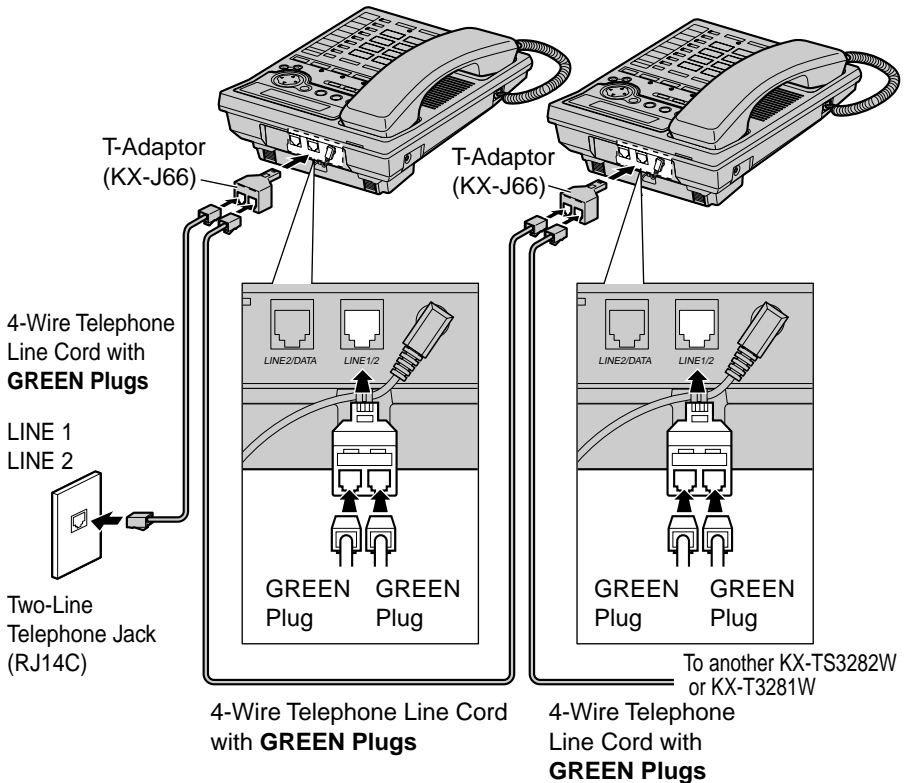 T-Adaptor
(KX-J66)
T-Adaptor
(KX-J66)
4-Wire Telephone
Line Cord with
GREEN Plugs
LINE2/DATA
LINE1/2
LINE2/DATA
LINE1/2
LINE 1
LINE 2
GREEN
Plug
GREEN
Plug
GREEN
Plug
GREEN
Plug
Two-Line
Telephone Jack
(RJ14C)
To another KX-TS3282W
or KX-T3281W
4-Wire Telephone Line Cord
with GREEN Plugs
4-Wire Telephone
Line Cord with
GREEN Plugs